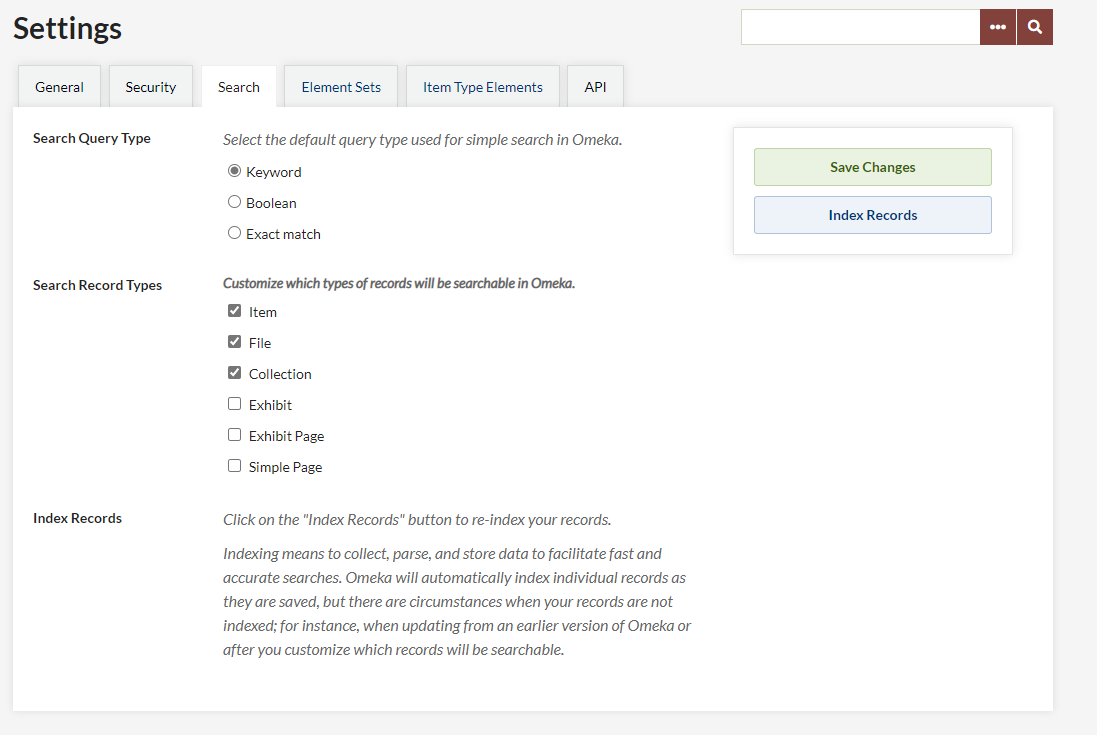 Settings
General
Security
Search
Element Sets
Item Type Elements
API
Search Query Type
Select the default query type used for simple search in Omeka.
Keyword
Boolean
Exact match
Save Changes
Index Records
Search Record Types
Customize which types of records will be searchable in Omeka.
Item
File
Collection
Exhibit
Exhibit Page
Simple Page
Index Records
Click on the "Index Records" button to re-index your records.
Indexing means to collect, parse, and store data to facilitate fast and
accurate searches. Omeka will automatically index individual records as
they are saved, but there are circumstances when your records are not
indexed; for instance, when updating from an earlier version of Omeka or
after you customize which records will be searchable.